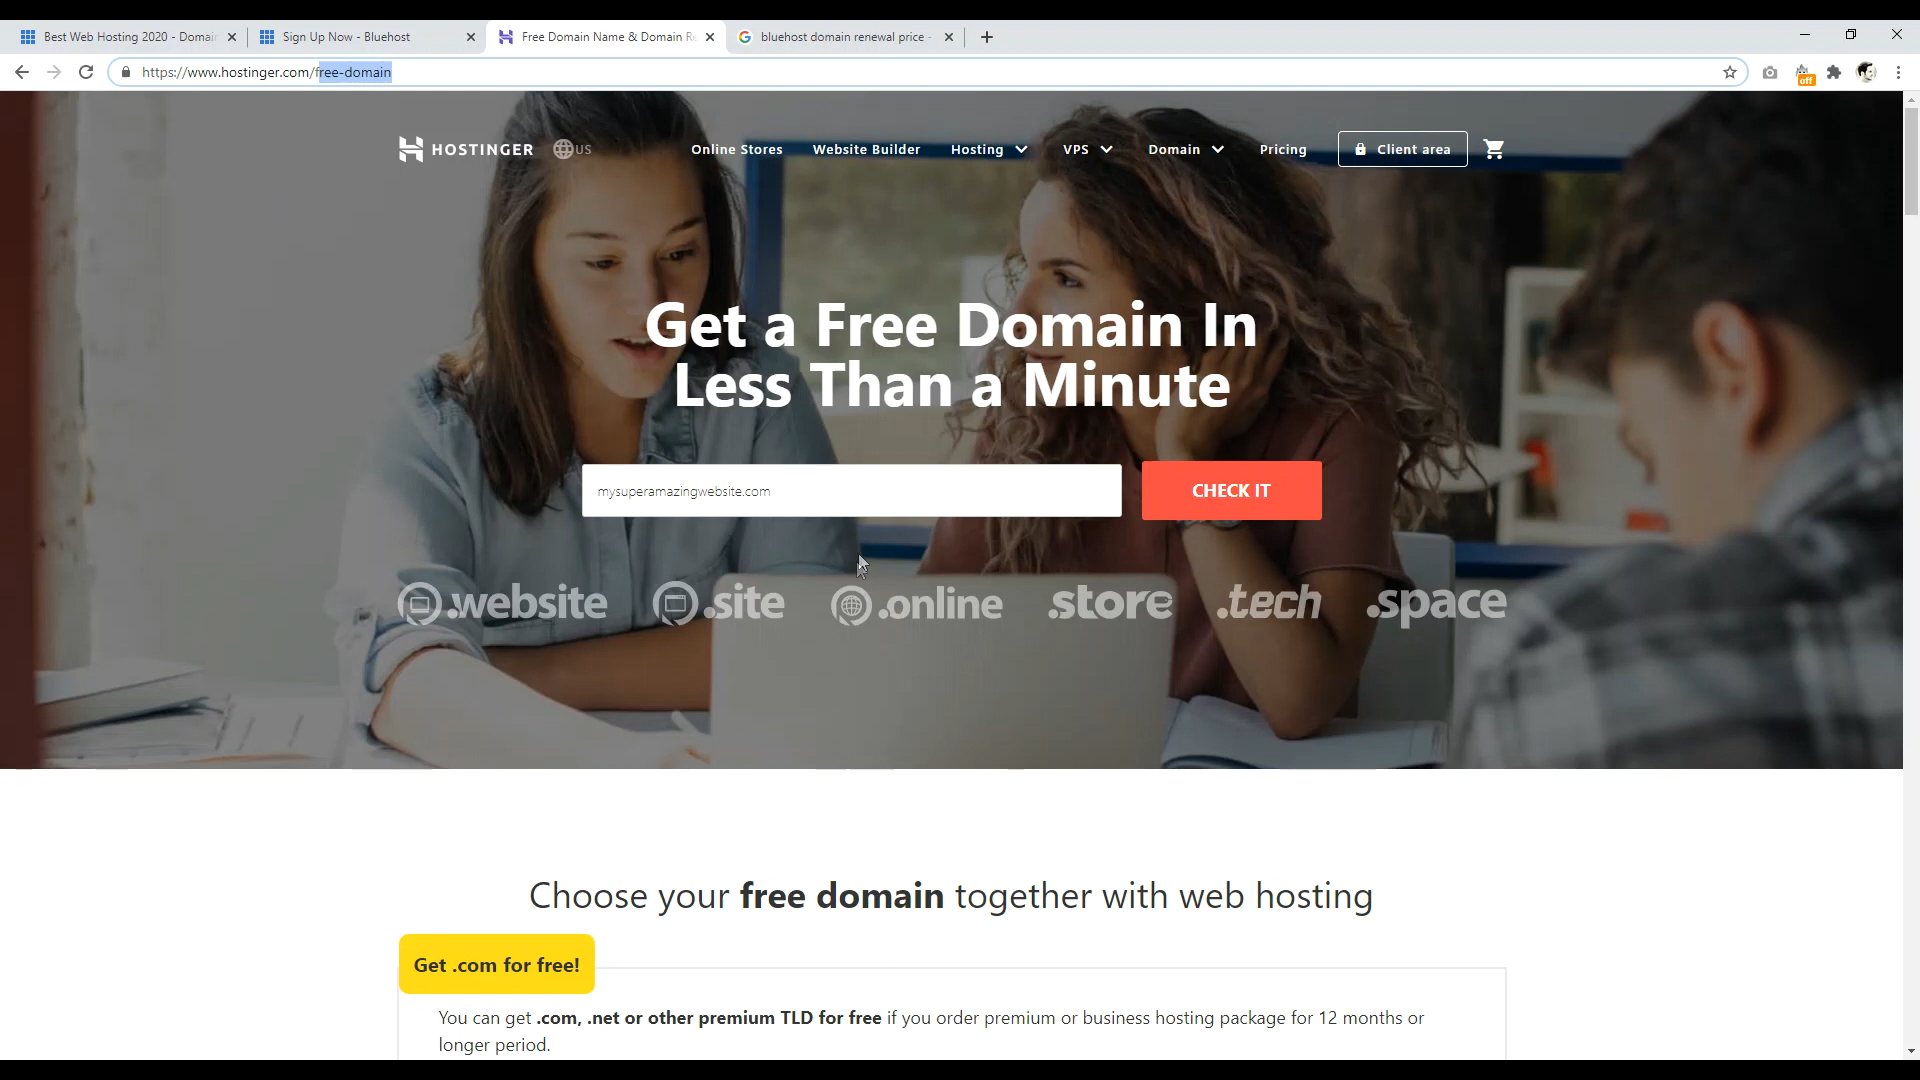 Best Web Hosting 2020 - Domain
Sign Up Now - Bluehost
Free Domain Name & Domain Re
bluehost domain renewal price -
https://www.hostinger.com/free-domain
off
HOSTINGER
US
Online Stores
Website Builder
Hosting
VPS
Domain
Pricing
Client area
Get a Free Domain In
Less Than a Minute
mysuperamazingwebsite.com
CHECK IT
.website
.site
.online
.store
.tech
.space
Choose your free domain together with web hosting
Get .com for free!
You can get .com, .net or other premium TLD for free if you order premium or business hosting package for 12 months or
longer period.